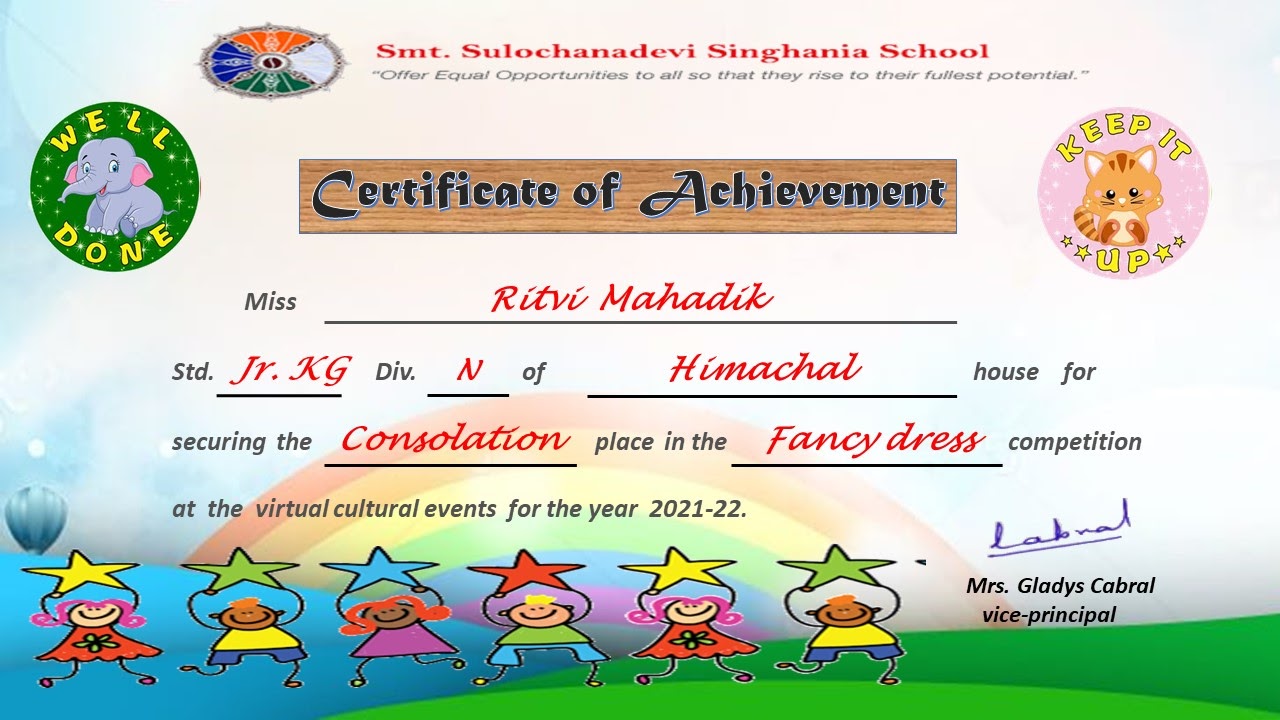 Smt. Sulochanadevi Singhania School
“Offer Equal Opportunities to all so that they rise to their fullest potential.”
WELL DONE
KEEP IT UP
Certificate of Achievement
Miss Ritvi Mahadik
Std. Jr. KG Div. N of Himachal house for
securing the Consolation place in the Fancy dress competition
at the virtual cultural events for the year 2021-22.
Cabral
Mrs. Gladys Cabral
vice-principal